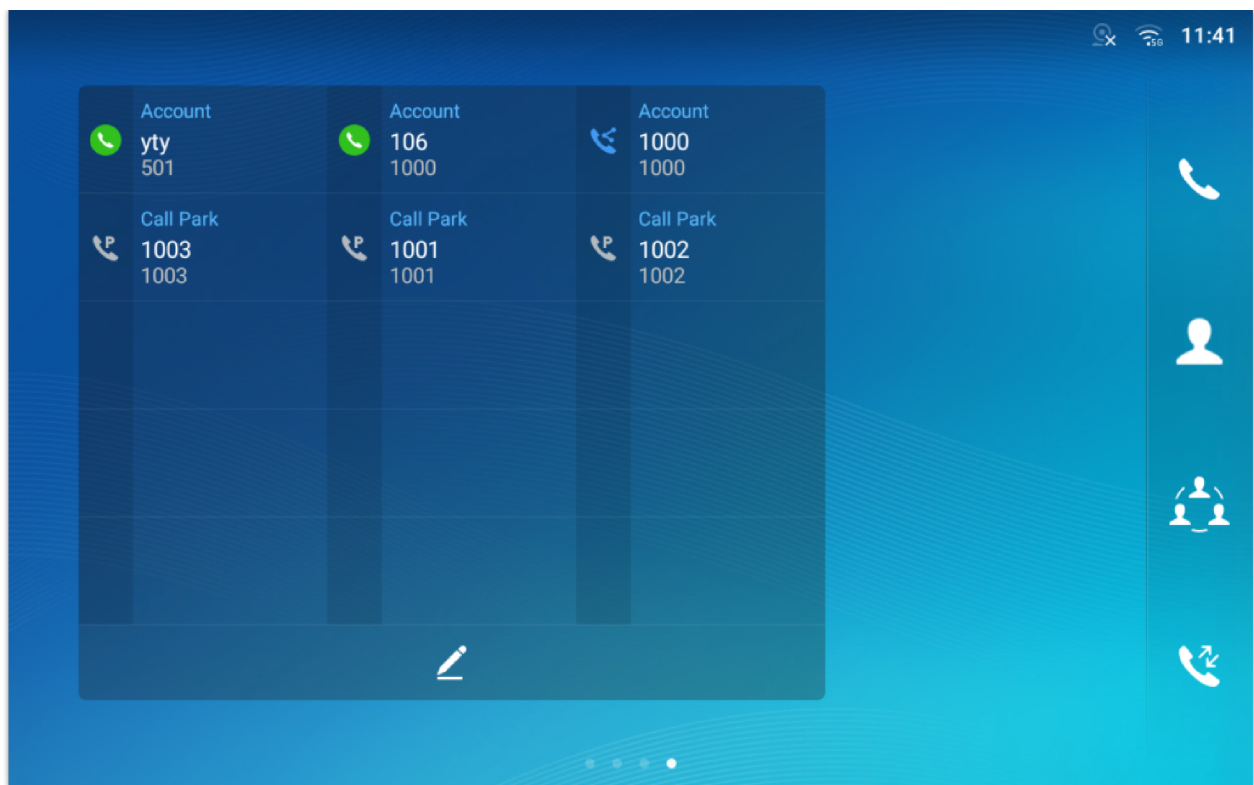 5G 11:41
Account Account Account
yty 106 1000
501 1000 1000
Call Park Call Park Call Park
P 1003 P 1001 P 1002
1003 1001 1002